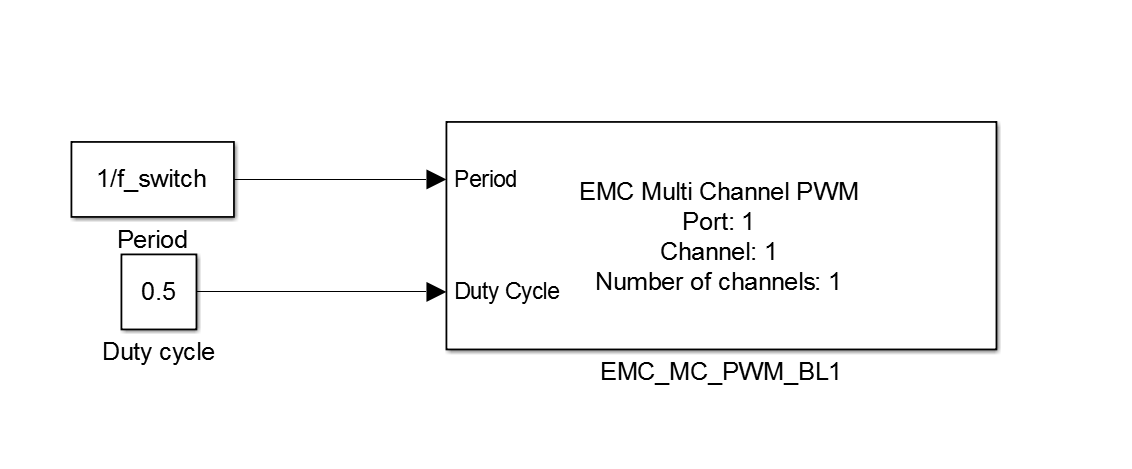 1/f_switch
Period
0.5
Duty cycle
Period
Duty Cycle
EMC Multi Channel PWM
Port: 1
Channel: 1
Number of channels: 1
EMC_MC_PWM_BL1